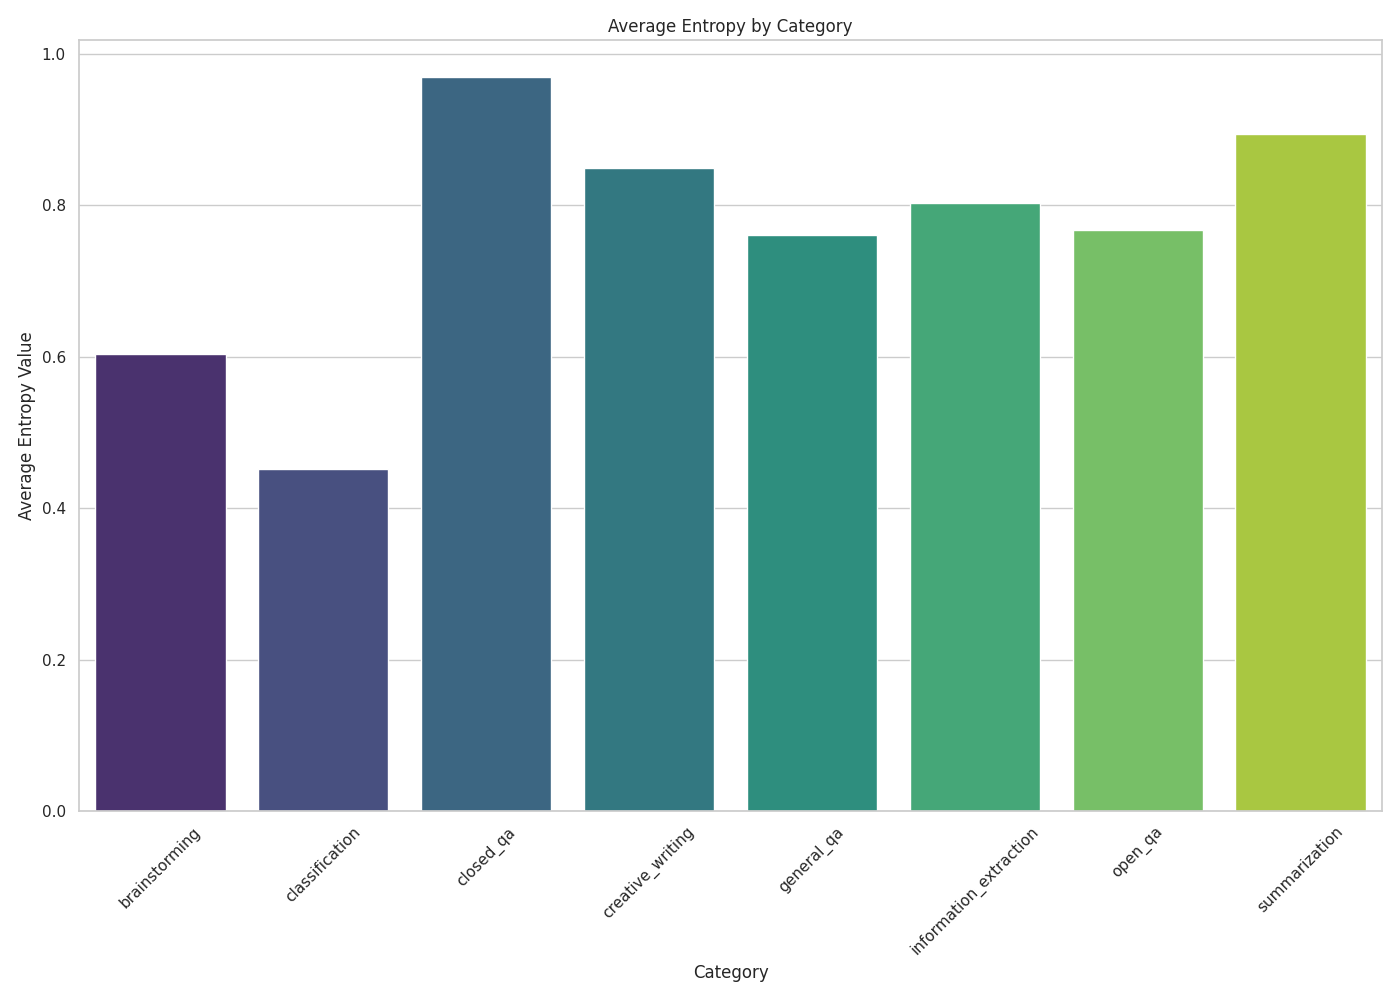 Average Entropy by Category
Average Entropy Value
1.0
0.8
0.6
0.4
0.2
0.0
brainstorming
classification
closed_qa
creative_writing
general_qa
information_extraction
open_qa
summarization
Category